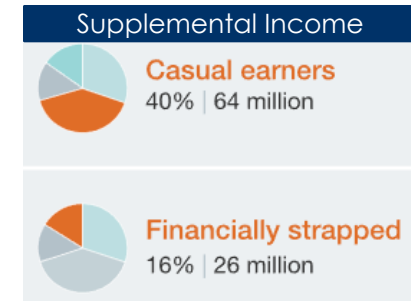 Supplemental Income
Casual earners
40% | 64 million
Financially strapped
16% | 26 million